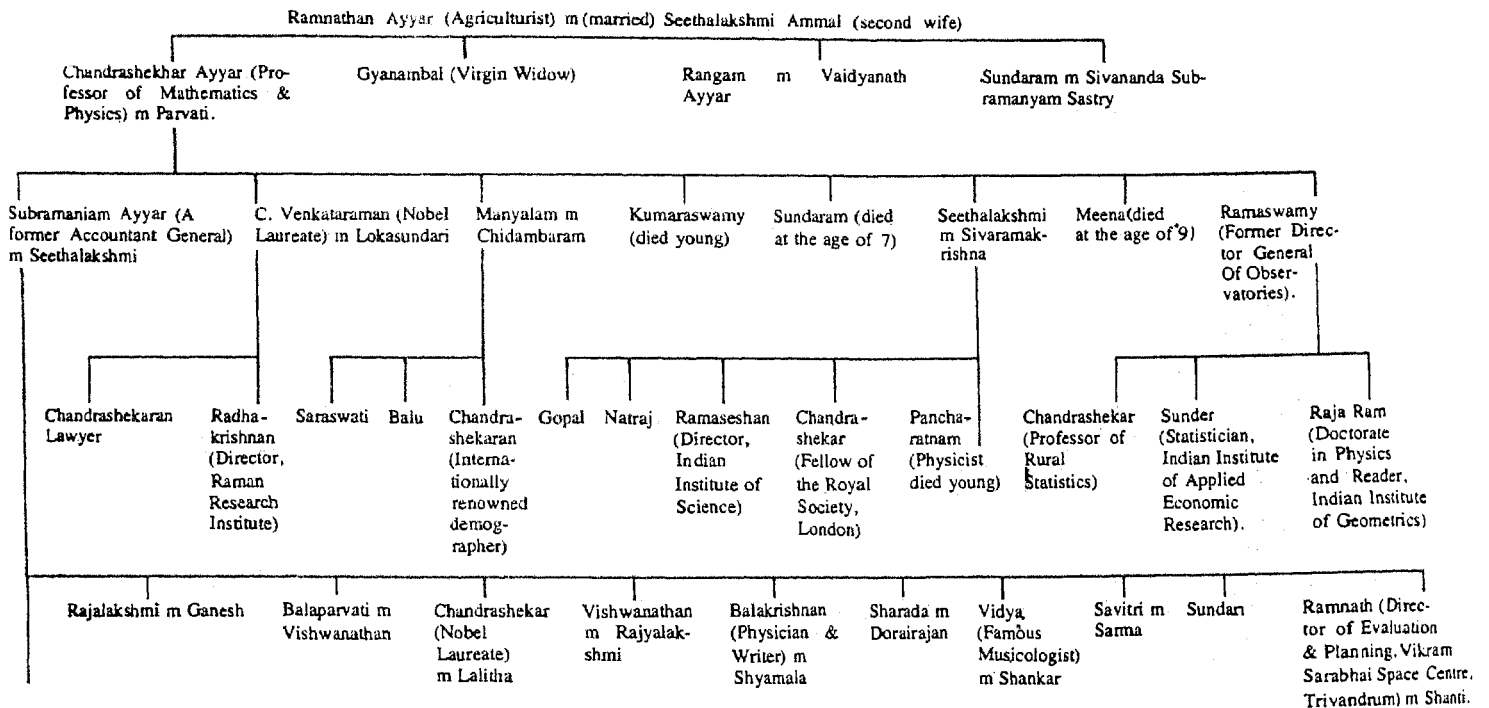 Ramnathan Ayyar (Agriculturist) m (married) Seethalakshmi Ammal (second wife)
Chandrashekhar Ayyar (Pro-
fessor of Mathematics &
Physics) m Parvati.
Gyanambal (Virgin Widow)
Rangam m Vaidyanath
Ayyar
Sundaram m Sivananda Sub-
ramanyam Sastry
Subramaniam Ayyar (A
former Accountant General)
m Seethalakshmi
C. Venkataraman (Nobel
Laureate) m Lokasundari
Manyalam m
Chidambaram
Kumaraswamy
(died young)
Sundaram (died
at the age of 7)
Seethalakshmi
m Sivaramak-
rishna
Meena(died
at the age of 9)
Ramaswamy
(Former Direc-
tor General
Of Obser-
vatories).
Chandrashekaran
Lawyer
Radha-
krishnan
(Director,
Raman
Research
Institute)
Saraswati
Balu
Chandra-
shekaran
(Interna-
tionally
renowned
demog-
rapher)
Gopal
Natraj
Ramaseshan
(Director,
Indian
Institute of
Science)
Chandra-
shekar
(Fellow of
the Royal
Society,
London)
Pancha-
ratnam
(Physicist
died young)
Chandrashekar
(Professor of
Rural
Statistics)
Sunder
(Statistician,
Indian Institute
of Applied
Economic
Research).
Raja Ram
(Doctorate
in Physics
and Reader,
Indian Institute
of Geometrics)
Rajalakshmi m Ganesh
Balaparvati m
Vishwanathan
Chandrashekar
(Nobel
Laureate)
m Lalitha
Vishwanathan
m Rajyalak-
shmi
Balakrishnan
(Physician &
Writer) m
Shyamala
Sharada m
Dorairajan
Vidya
(Famous
Musicologist)
m Shankar
Savitri m
Sarma
Sundari
Ramnath (Direc-
tor of Evaluation
& Planning, Vikram
Sarabhai Space Centre,
Trivandrum) m Shanti.